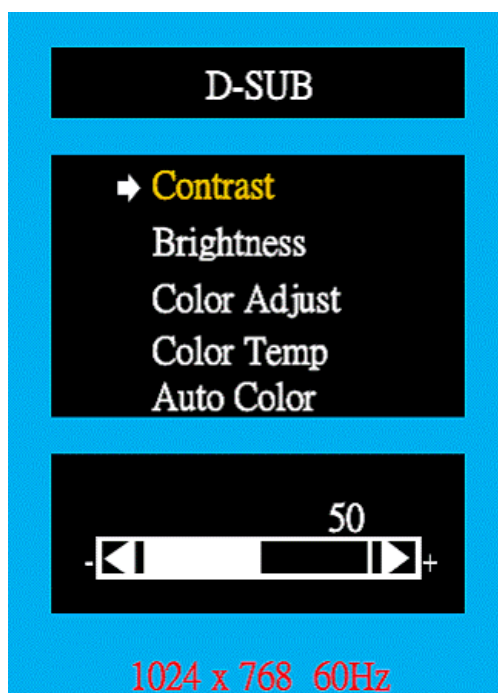 D-SUB
Contrast
Brightness
Color Adjust
Color Temp
Auto Color
50
- +
1024 x 768 60Hz